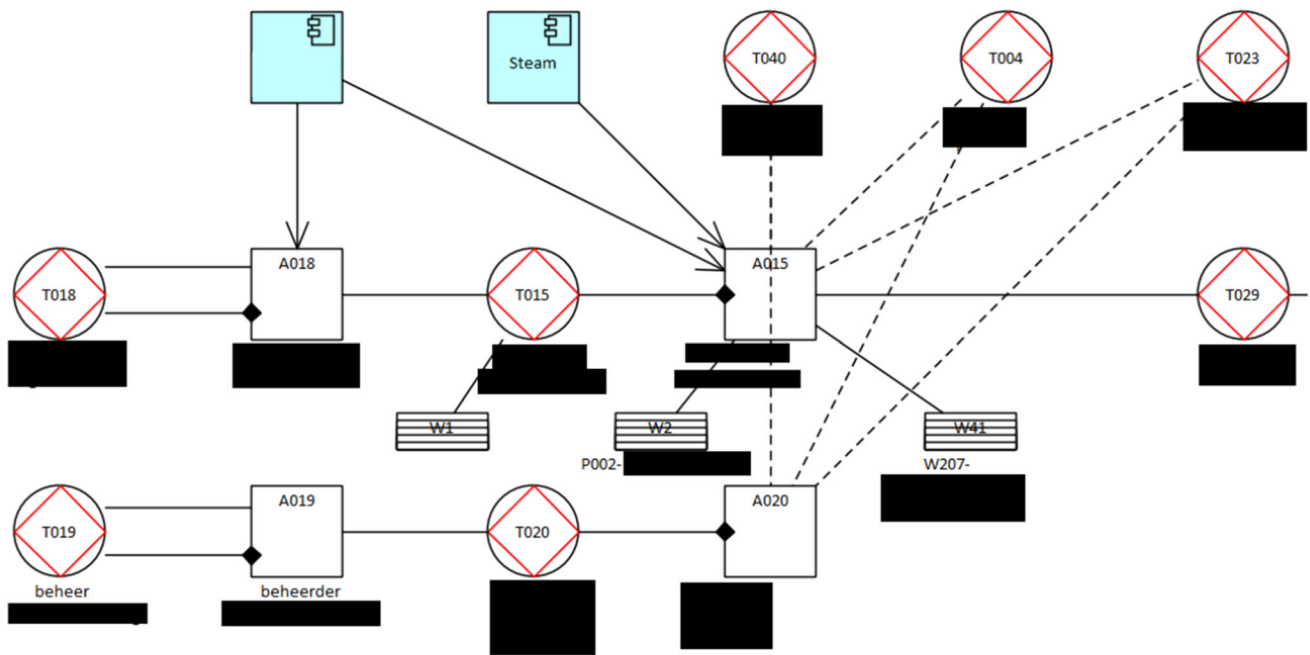 Steam
T040
T004
T023
A018
A015
T018
T015
T029
W1
W2
W41
P002-
W207-
A019
A020
T019
T020
beheer
beheerder